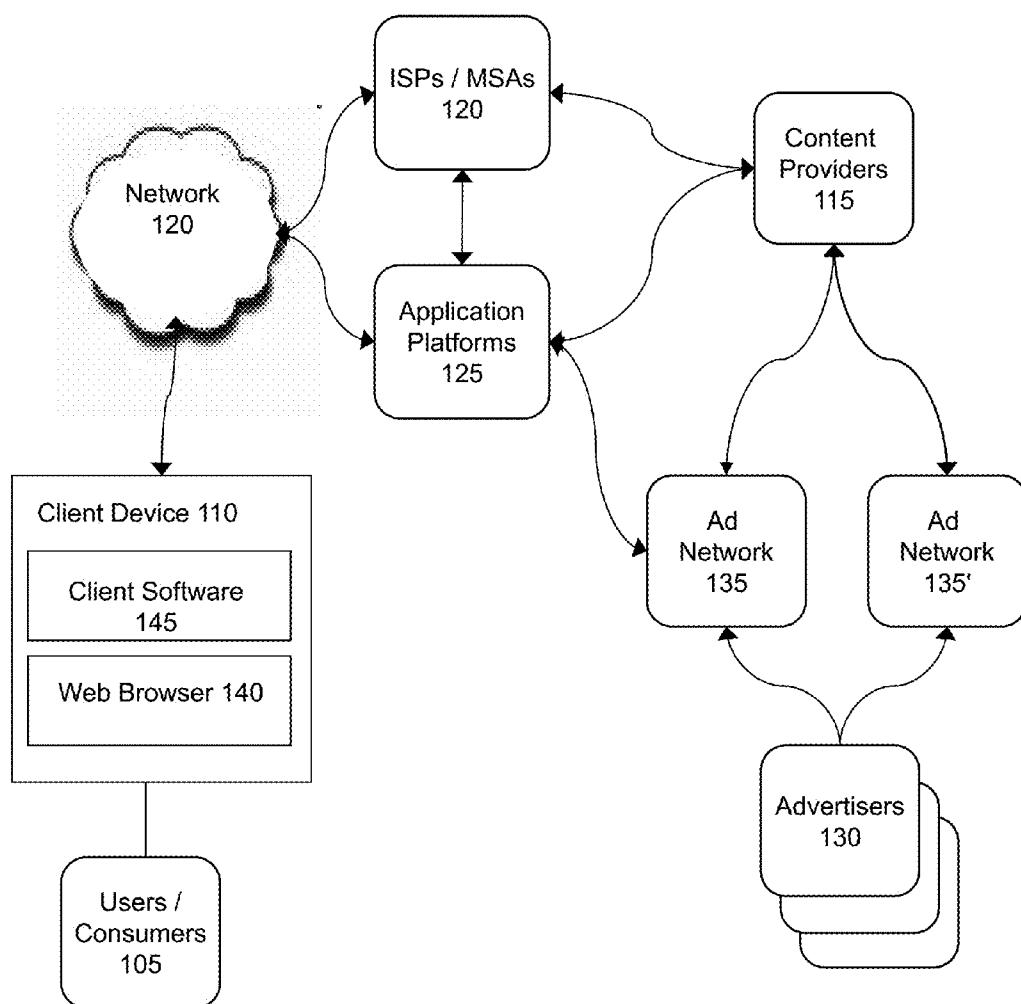 ISPs / MSAs
120
Network
120
Content
Providers
115
Application
Platforms
125
Client Device 110
Client Software
145
Web Browser 140
Ad
Network
135
Ad
Network
135'
Advertisers
130
Users /
Consumers
105